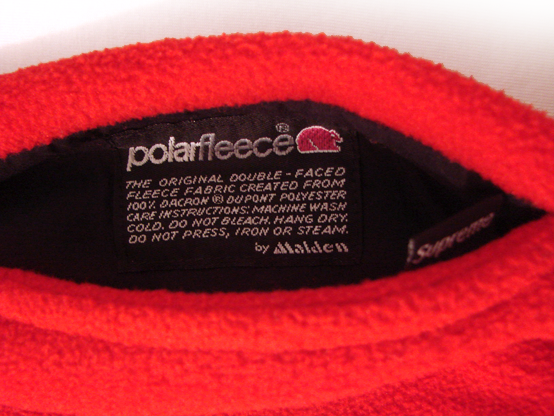 polarfleece®
THE ORIGINAL DOUBLE-FACED
FLEECE FABRIC CREATED FROM
100% DACRON ® DUPONT POLYESTER
CARE INSTRUCTIONS: MACHINE WASH
COLD. DO NOT BLEACH. HANG DRY.
DO NOT PRESS, IRON OR STEAM.
by Malden
Supreme